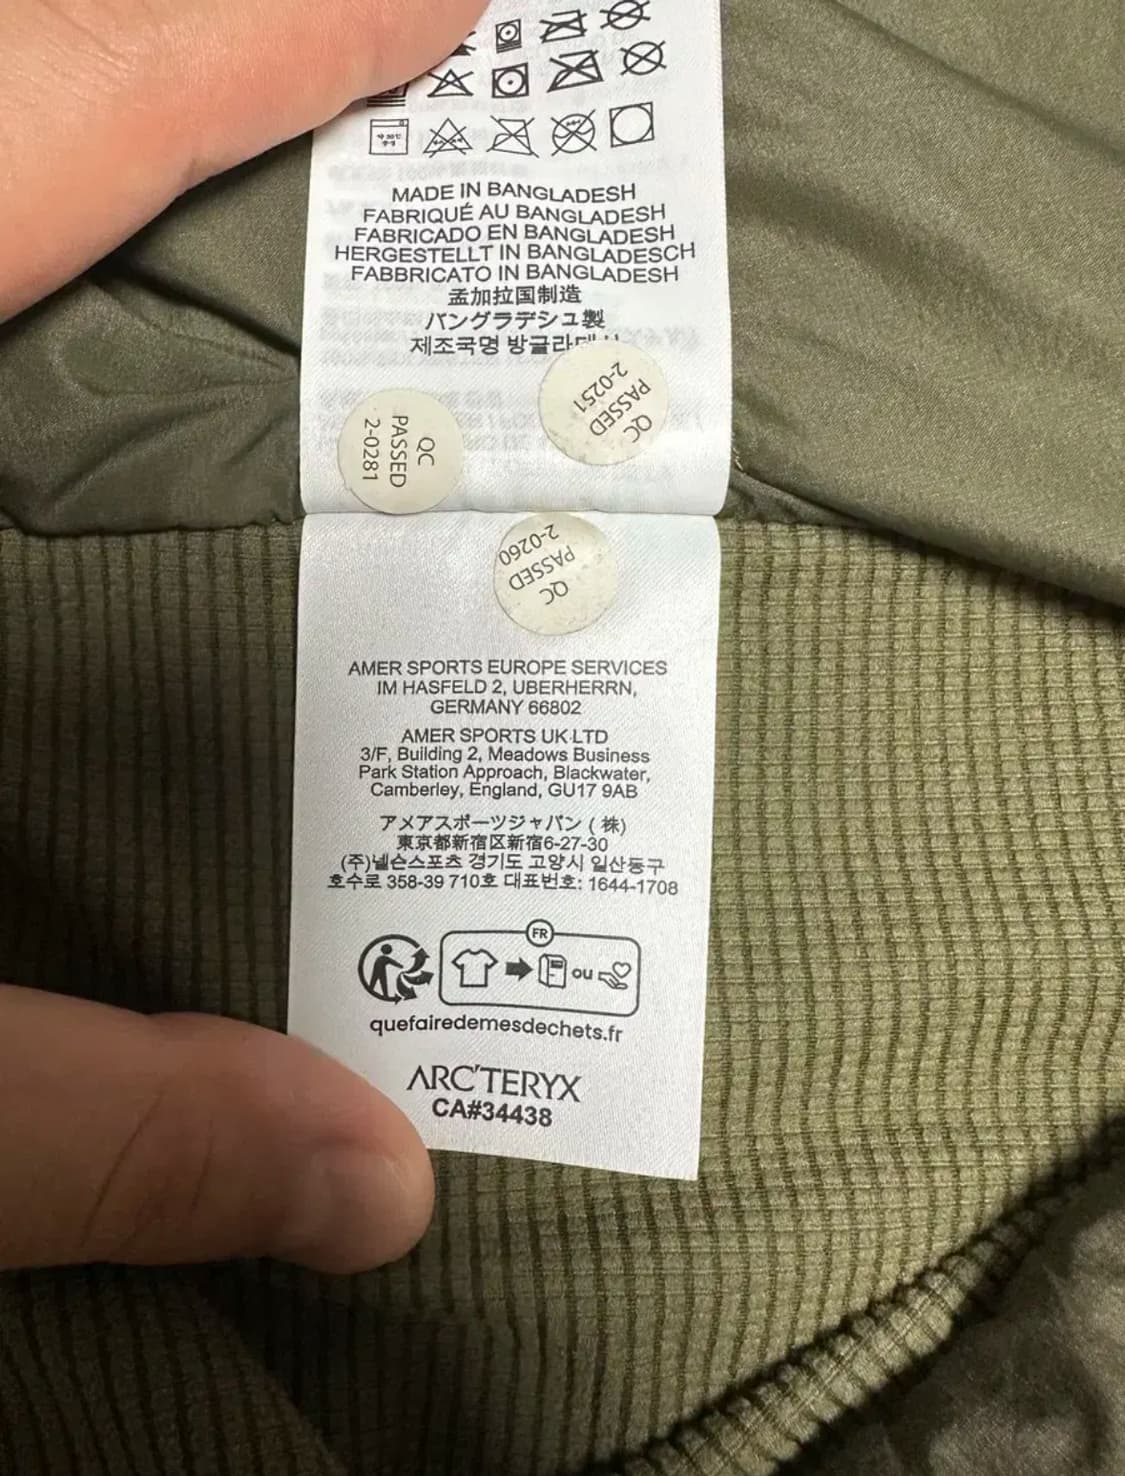 MADE IN BANGLADESH
FABRIQUÉ AU BANGLADESH
FABRICADO EN BANGLADESH
HERGESTELLT IN BANGLADESCH
FABBRICATO IN BANGLADESH
孟加拉国制造
バングラデシュ製
제조국명
QC
PASSED
2-0251
QC
PASSED
2-0281
QC
PASSED
2-0260
AMER SPORTS EUROPE SERVICES
IM HASFELD 2, UBERHERRN,
GERMANY 66802
AMER SPORTS UK LTD
3/F, Building 2, Meadows Business
Park Station Approach, Blackwater,
Camberley, England, GU17 9AB
アメアスポーツジャパン (株)
東京都新宿区新宿6-27-30
(주)넬슨스포츠 경기도 고양시 일산동구
호수로 358-39 710호 대표번호: 1644-1708
FR
ou
quefairedemesdechets.fr
ARC'TERYX
CA#34438